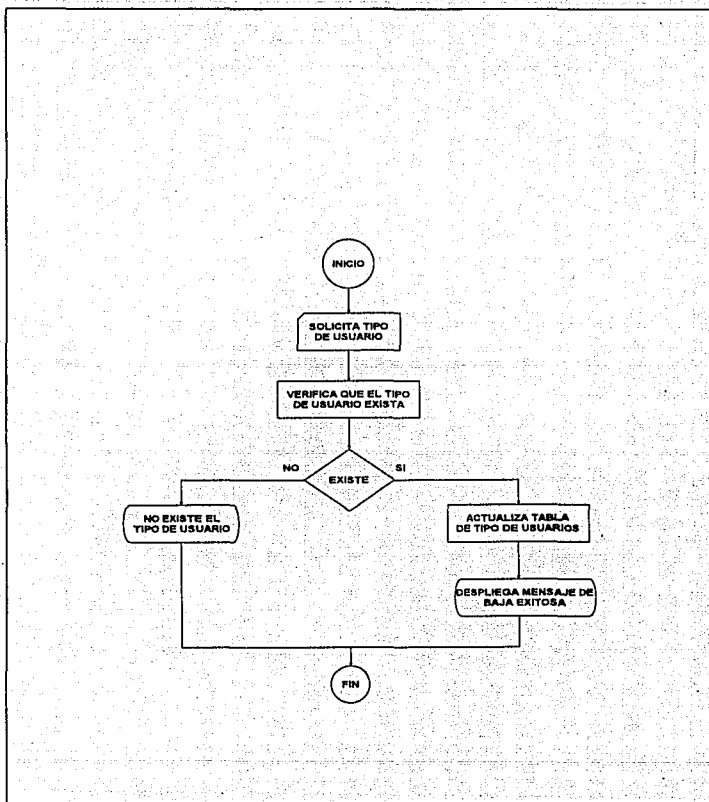 INICIO
SOLICITA TIPO
DE USUARIO
VERIFICA QUE EL TIPO
DE USUARIO EXISTA
NO
EXISTE
SI
NO EXISTE EL
TIPO DE USUARIO
ACTUALIZA TABLA
DE TIPO DE USUARIOS
DESPLIEGA MENSAJE DE
BAJA EXITOSA
FIN